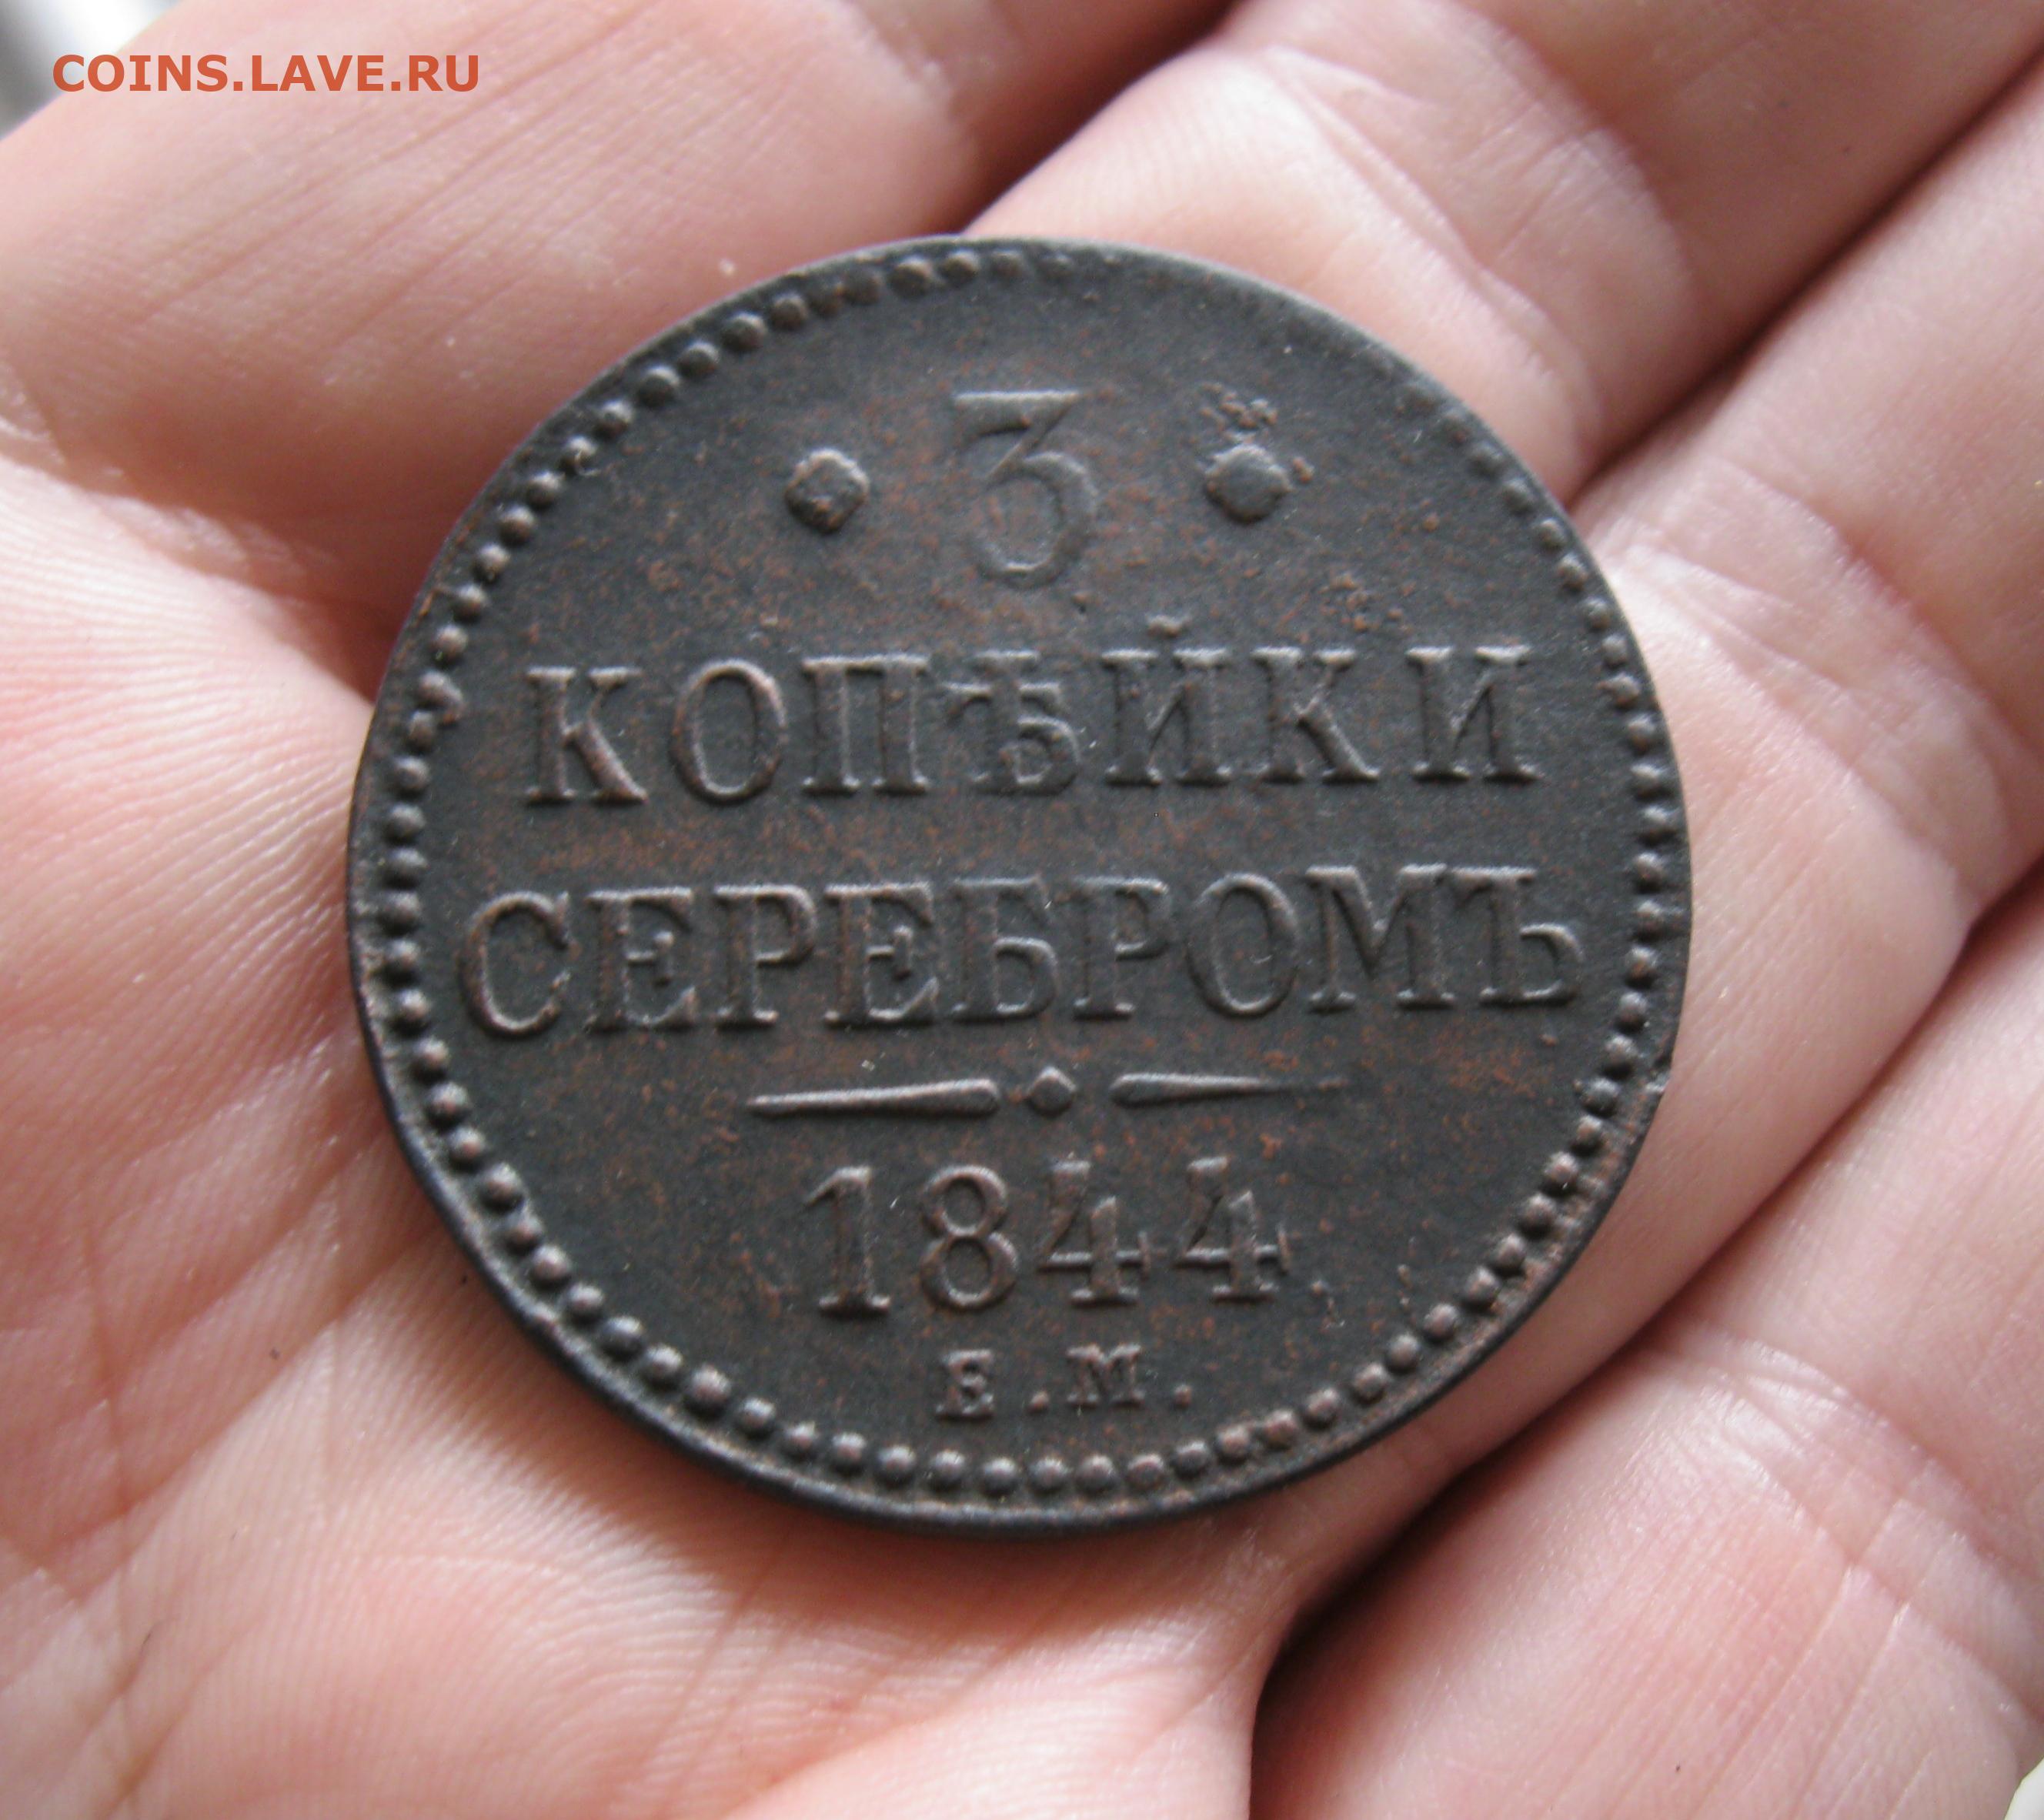 COINS.LAVE.RU
· 3 ·
КОПѢЙКИ
СЕРЕБРОМЪ
1844
Е.М.